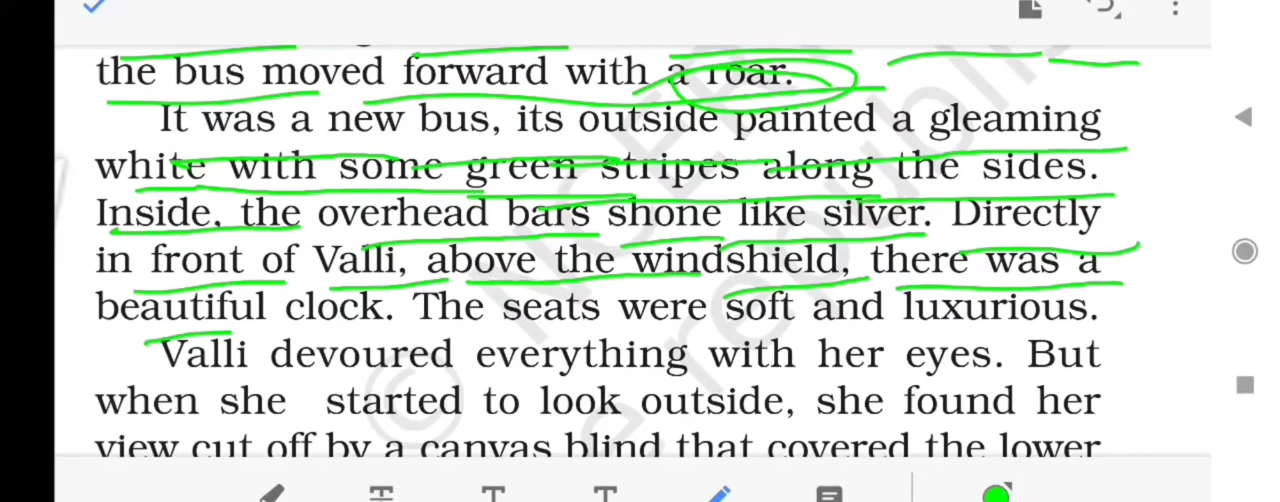 the bus moved forward with a roar.
It was a new bus, its outside painted a gleaming
white with some green stripes along the sides.
Inside, the overhead bars shone like silver. Directly
in front of Valli, above the windshield, there was a
beautiful clock. The seats were soft and luxurious.
Valli devoured everything with her eyes. But
when she started to look outside, she found her
view cut off by a canvas blind that covered the lower